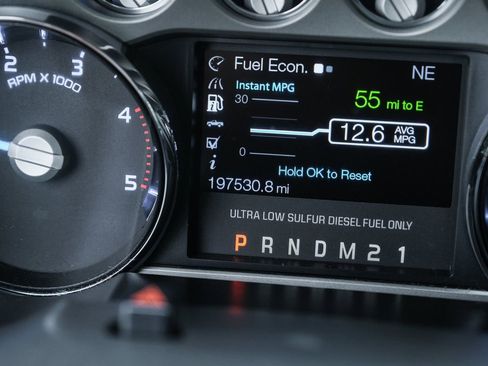 2
3
4
5
RPM X 1000
Fuel Econ.
NE
Instant MPG
30
0
55 mi to E
12.6 AVG
MPG
Hold OK to Reset
197530.8 mi
ULTRA LOW SULFUR DIESEL FUEL ONLY
P R N D M 2 1